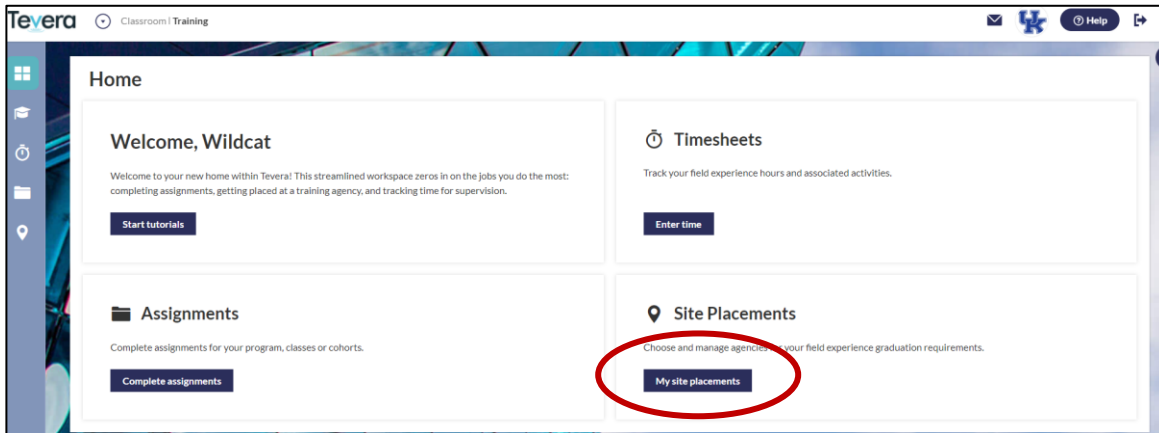 Tevera
Classroom | Training
UK
Help
Home
Welcome, Wildcat
Welcome to your new home within Tevera! This streamlined workspace zeros in on the jobs you do the most:
completing assignments, getting placed at a training agency, and tracking time for supervision.
Start tutorials
Timesheets
Track your field experience hours and associated activities.
Enter time
Assignments
Complete assignments for your program, classes or cohorts.
Complete assignments
Site Placements
Choose and manage agencies for your field experience graduation requirements.
My site placements